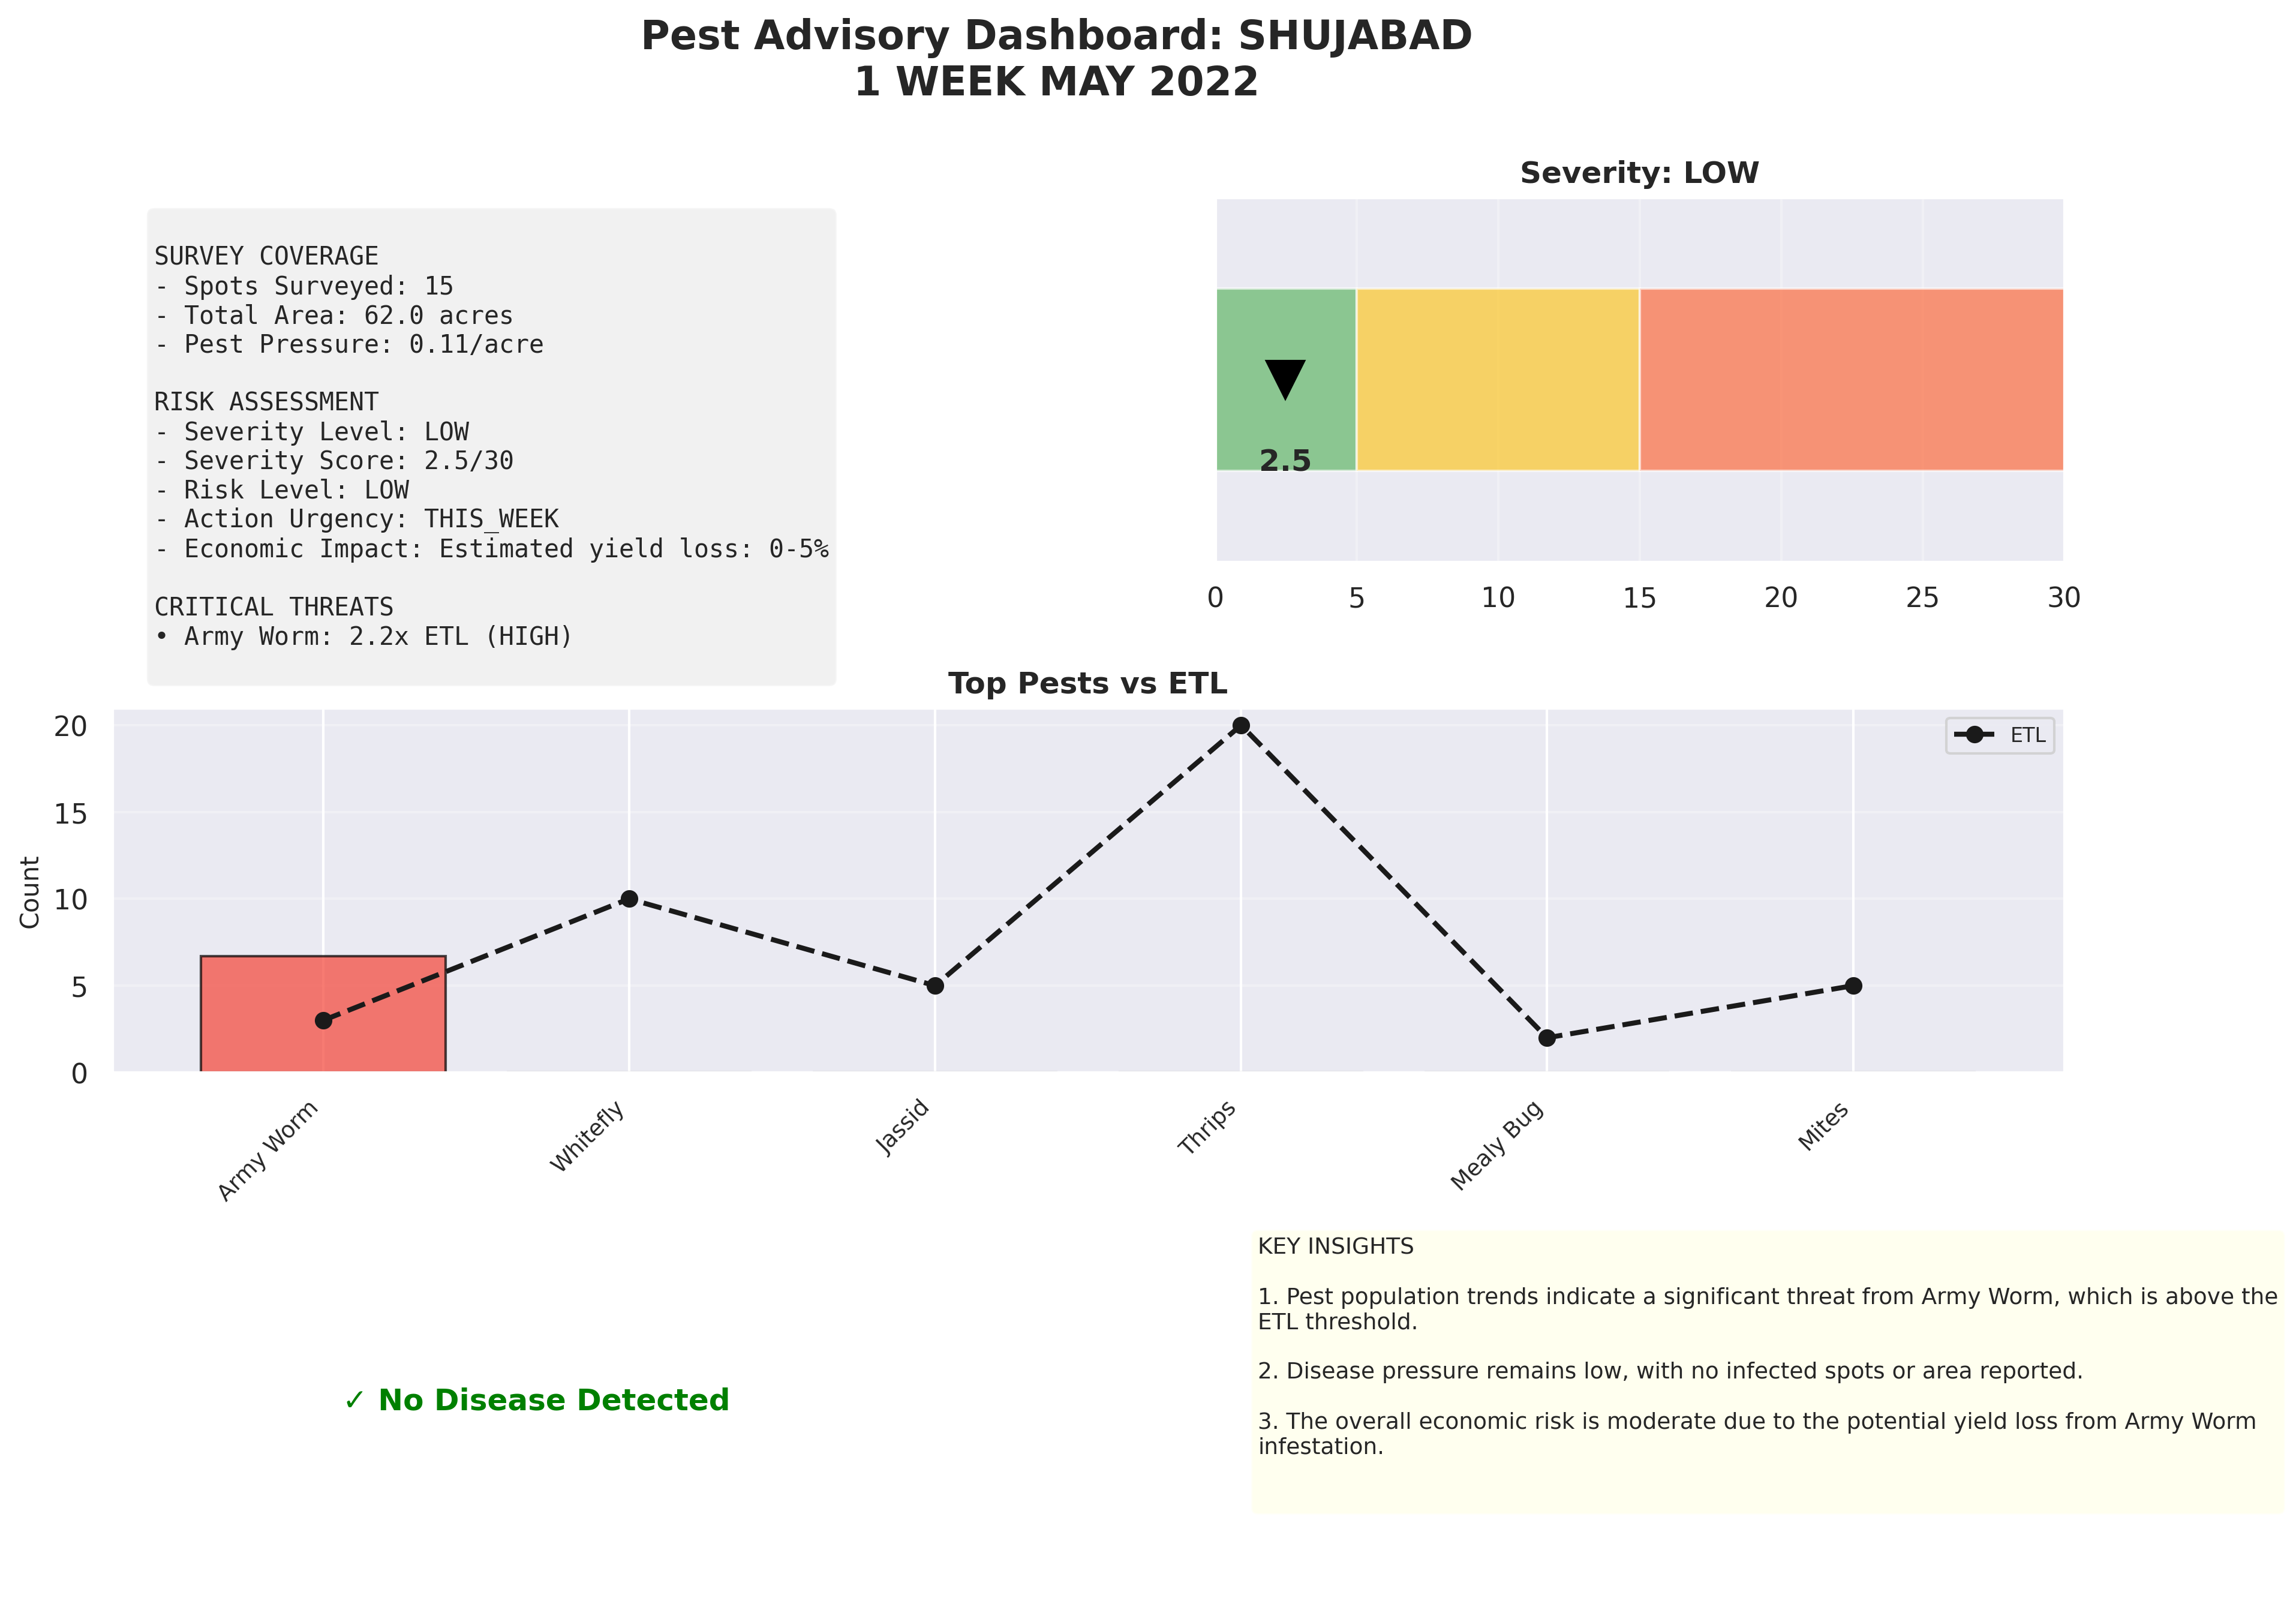 Pest Advisory Dashboard: SHUJABAD
1 WEEK MAY 2022
SURVEY COVERAGE
- Spots Surveyed: 15
- Total Area: 62.0 acres
- Pest Pressure: 0.11/acre
RISK ASSESSMENT
- Severity Level: LOW
- Severity Score: 2.5/30
- Risk Level: LOW
- Action Urgency: THIS_WEEK
- Economic Impact: Estimated yield loss: 0-5%
CRITICAL THREATS
• Army Worm: 2.2x ETL (HIGH)
Severity: LOW
2.5
0 5 10 15 20 25 30
Top Pests vs ETL
ETL
Count
20
15
10
5
0
Army Worm
Whitefly
Jassid
Thrips
Mealy Bug
Mites
✓ No Disease Detected
KEY INSIGHTS
1. Pest population trends indicate a significant threat from Army Worm, which is above the
ETL threshold.
2. Disease pressure remains low, with no infected spots or area reported.
3. The overall economic risk is moderate due to the potential yield loss from Army Worm
infestation.